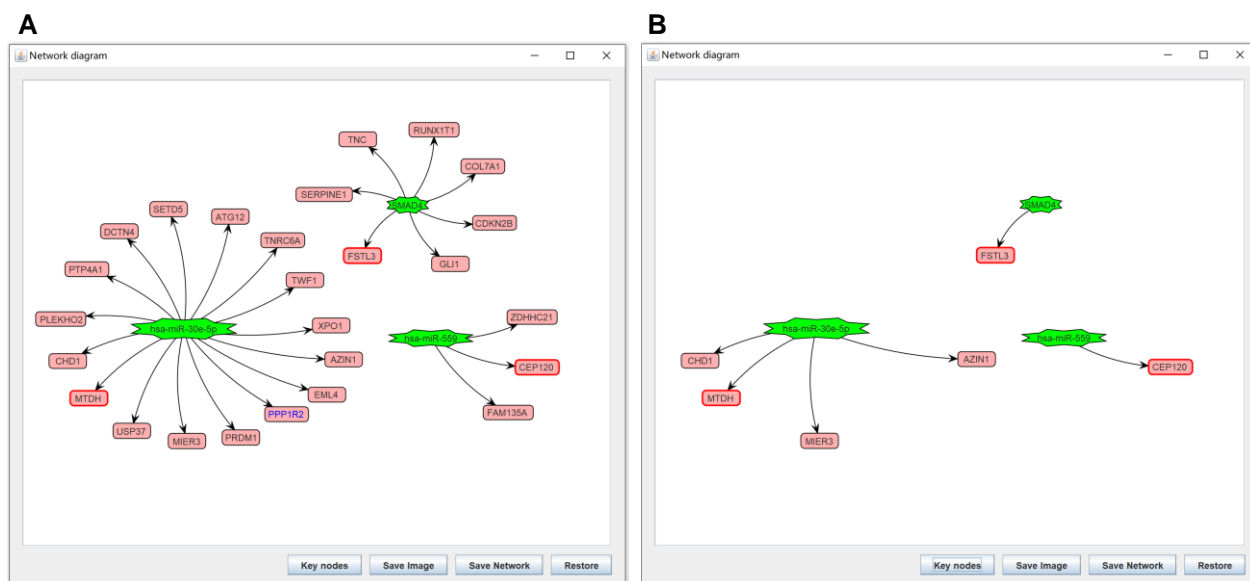 A
B
Network diagram
Network diagram
TNC
RUNX1T1
COL7A1
SERPINE1
SMAD4
CDKN2B
FSTL3
GLI1
SETD5
ATG12
DCTN4
TNRC6A
PTP4A1
TWF1
PLEKHO2
hsa-miR-30e-5p
XPO1
CHD1
AZIN1
MTDH
EML4
PPP1R2
USP37
MIER3
PRDM1
hsa-miR-559
ZDHHC21
CEP120
FAM135A
Key nodes
Save Image
Save Network
Restore
SMAD4
FSTL3
hsa-miR-30e-5p
hsa-miR-559
CHD1
AZIN1
CEP120
MTDH
MIER3
Key nodes
Save Image
Save Network
Restore